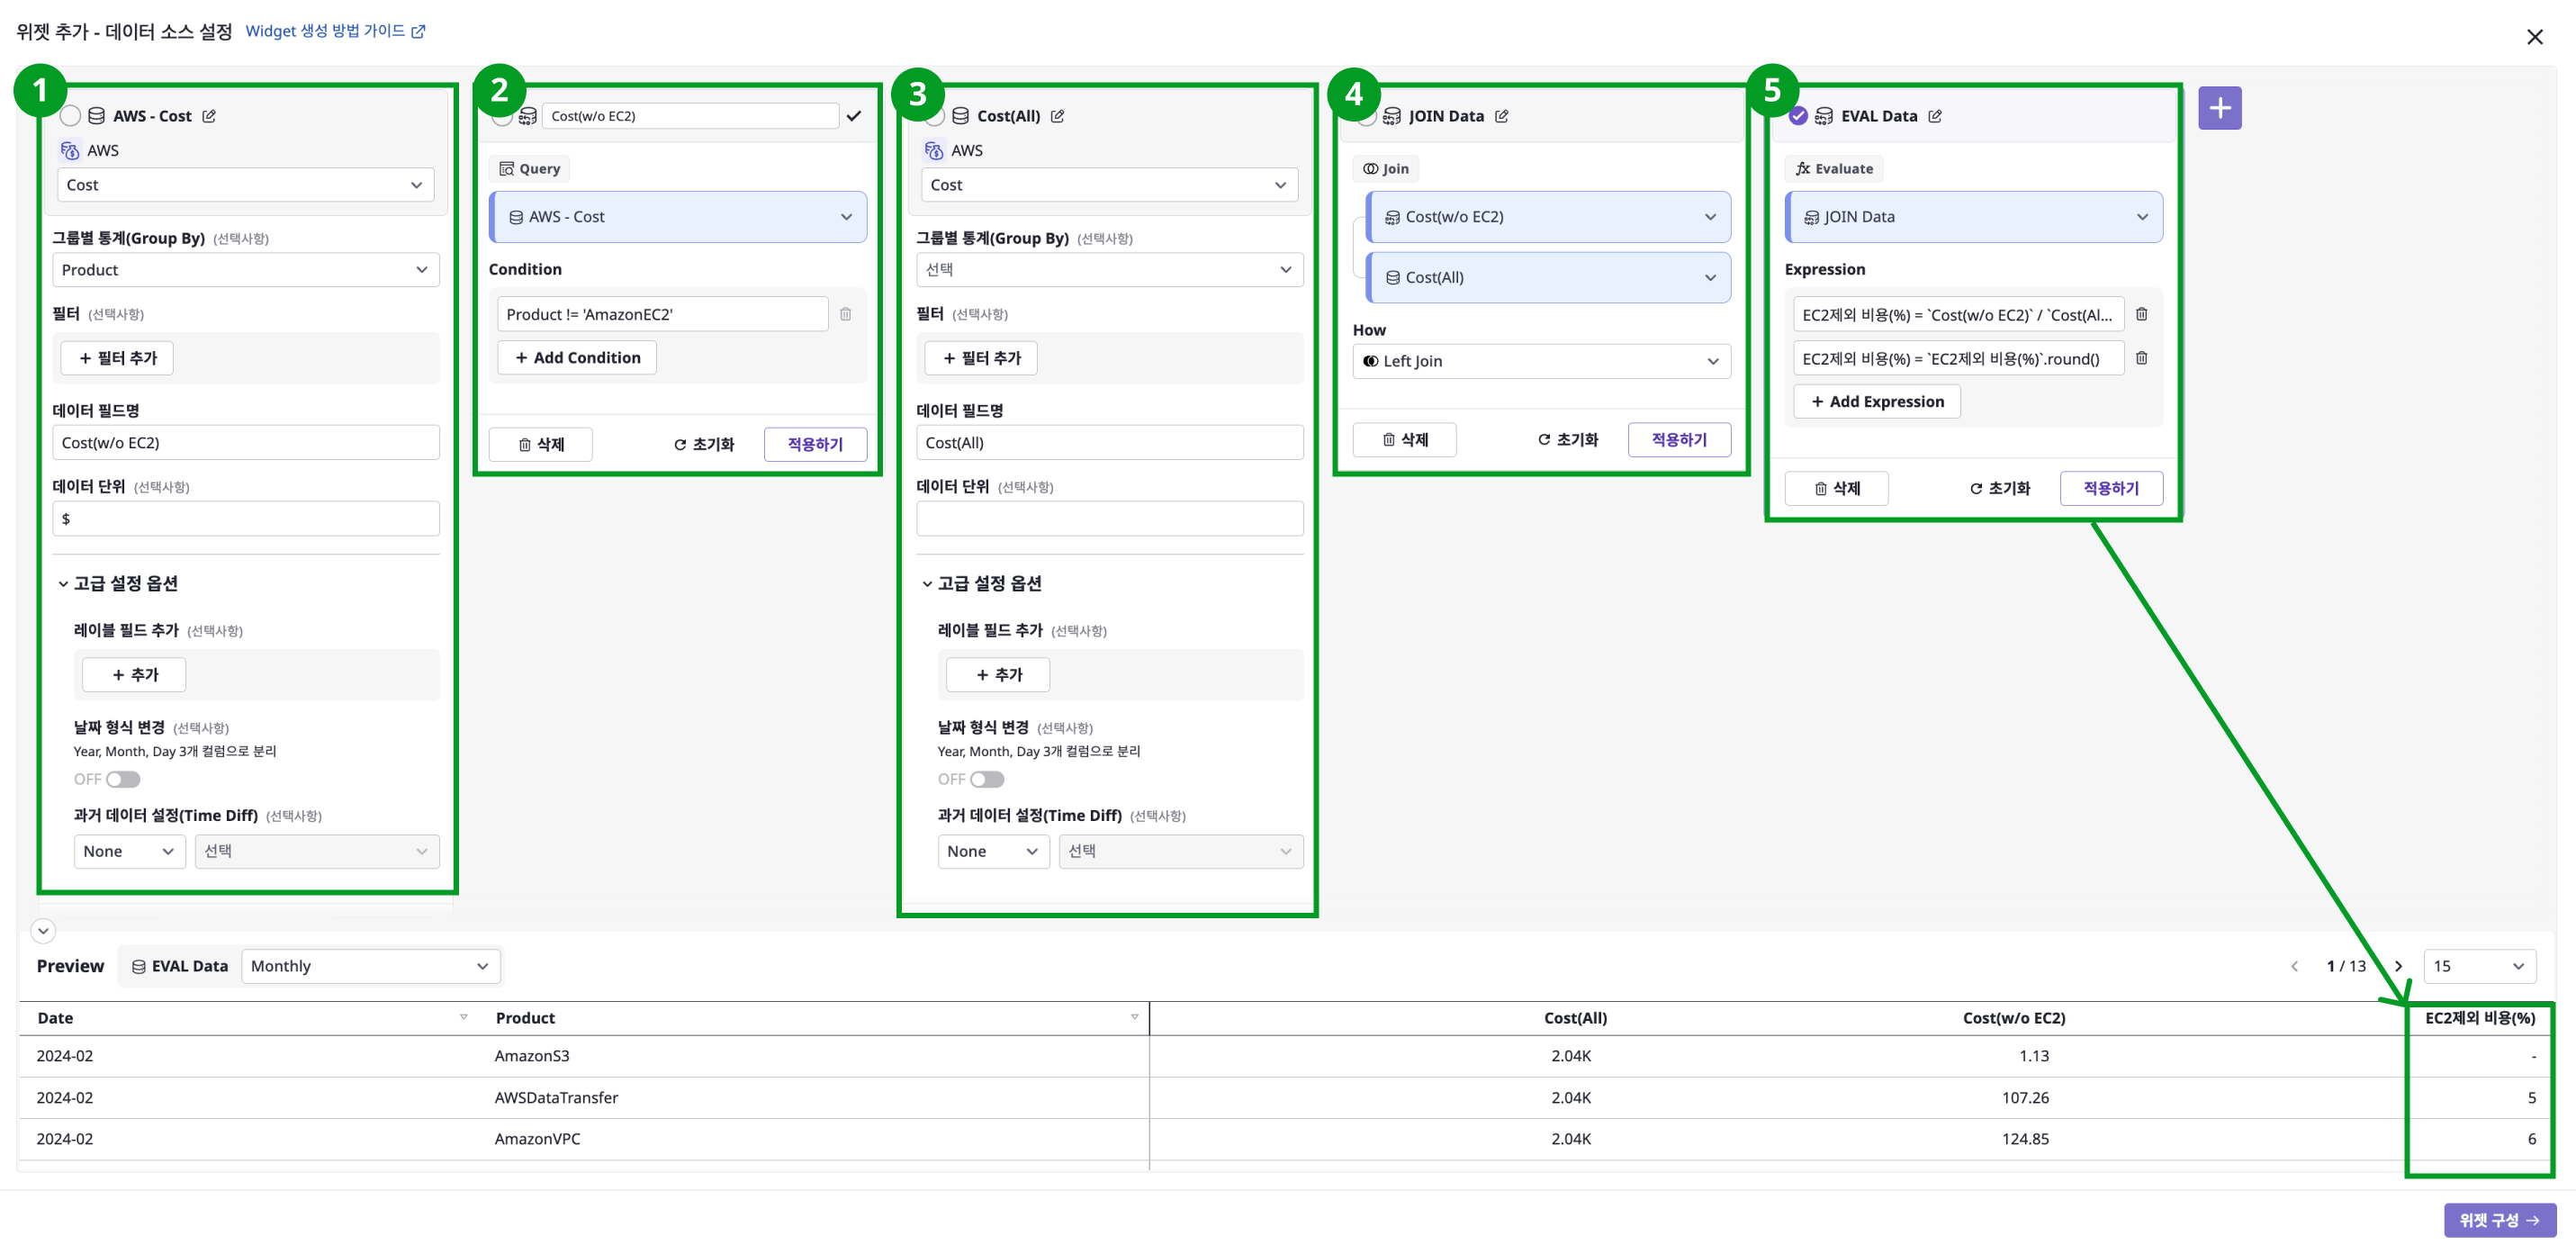 위젯 추가 - 데이터 소스 설정 Widget 생성 방법 가이드
1
AWS - Cost
AWS
Cost
그룹별 통계(Group By) (선택사항)
Product
필터 (선택사항)
+ 필터 추가
데이터 필드명
Cost(w/o EC2)
데이터 단위 (선택사항)
$
고급 설정 옵션
레이블 필드 추가 (선택사항)
+ 추가
날짜 형식 변경 (선택사항)
Year, Month, Day 3개 컬럼으로 분리
OFF
과거 데이터 설정(Time Diff) (선택사항)
None 선택
2
Cost(w/o EC2)
Query
AWS - Cost
Condition
Product != 'AmazonEC2'
+ Add Condition
삭제 초기화 적용하기
3
Cost(All)
AWS
Cost
그룹별 통계(Group By) (선택사항)
선택
필터 (선택사항)
+ 필터 추가
데이터 필드명
Cost(All)
데이터 단위 (선택사항)
고급 설정 옵션
레이블 필드 추가 (선택사항)
+ 추가
날짜 형식 변경 (선택사항)
Year, Month, Day 3개 컬럼으로 분리
OFF
과거 데이터 설정(Time Diff) (선택사항)
None 선택
4
JOIN Data
Join
Cost(w/o EC2)
Cost(All)
How
Left Join
삭제 초기화 적용하기
5
EVAL Data
fx Evaluate
JOIN Data
Expression
EC2제외 비용(%) = `Cost(w/o EC2)` / `Cost(Al...
EC2제외 비용(%) = `EC2제외 비용(%)`.round()
+ Add Expression
삭제 초기화 적용하기
Preview EVAL Data Monthly 1 / 13 15
Date Product Cost(All) Cost(w/o EC2) EC2제외 비용(%)
2024-02 AmazonS3 2.04K 1.13 -
2024-02 AWSDataTransfer 2.04K 107.26 5
2024-02 AmazonVPC 2.04K 124.85 6
위젯 구성 →